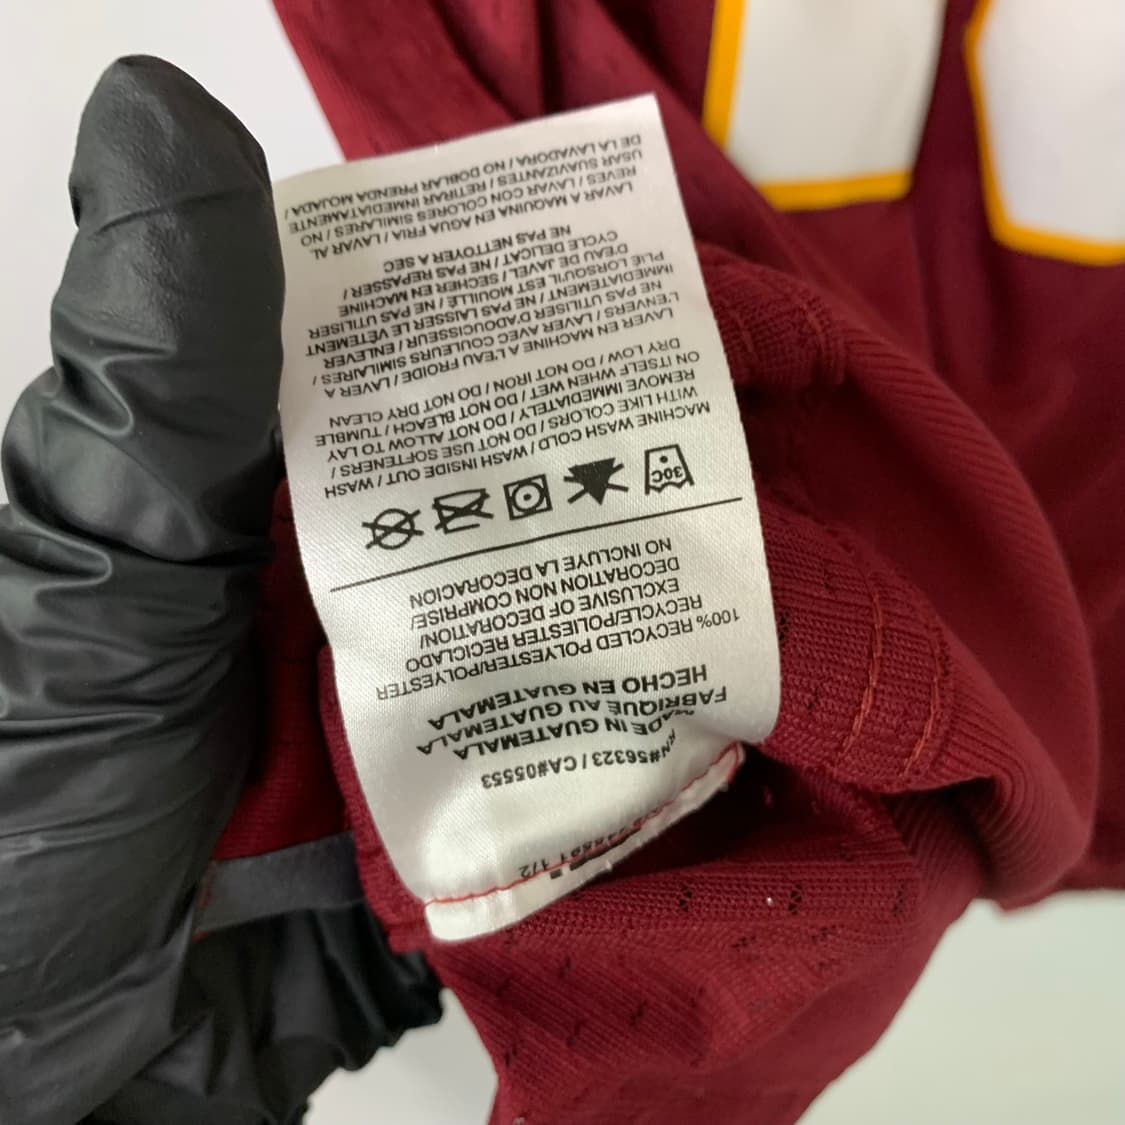 RN#56323 / CA#05553
MADE IN GUATEMALA
FABRIQUÉ AU GUATEMALA
HECHO EN GUATEMALA
100% RECYCLED POLYESTER/POLYESTER
RECYCLE/POLIESTER RECICLADO
EXCLUSIVE OF DECORATION/
DECORATION NON COMPRISE/
NO INCLUYE LA DECORACION
30C
MACHINE WASH COLD / WASH INSIDE OUT / WASH
WITH LIKE COLORS / DO NOT USE SOFTENERS /
REMOVE IMMEDIATELY / DO NOT ALLOW TO LAY
ON ITSELF WHEN WET / DO NOT BLEACH / TUMBLE
DRY LOW / DO NOT IRON / DO NOT DRY CLEAN
LAVER EN MACHINE A L'EAU FROIDE / LAVER A
L'ENVERS / LAVER AVEC COULEURS SIMILAIRES /
NE PAS UTILISER D'ADOUCISSEUR / ENLEVER
IMMEDIATEMENT / NE PAS LAISSER LE VÊTEMENT
PLIÉ LORSQU'IL EST MOUILLÉ / NE PAS UTILISER
D'EAU DE JAVEL / SECHER EN MACHINE
CYCLE DELICAT / NE PAS REPASSER /
NE PAS NETTOYER A SEC
LAVAR A MAQUINA EN AGUA FRIA / LAVAR AL
REVES / LAVAR CON COLORES SIMILARES / NO
USAR SUAVIZANTES / RETIRAR INMEDIATAMENTE
DE LA LAVADORA / NO DOBLAR PRENDA MOJADA /